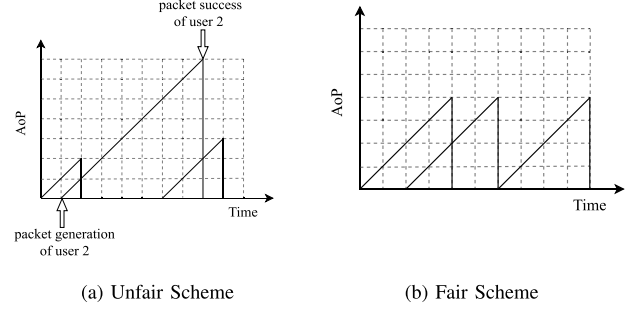 packet success
of user 2
AoP
Time
packet generation
of user 2
(a) Unfair Scheme
AoP
Time
(b) Fair Scheme